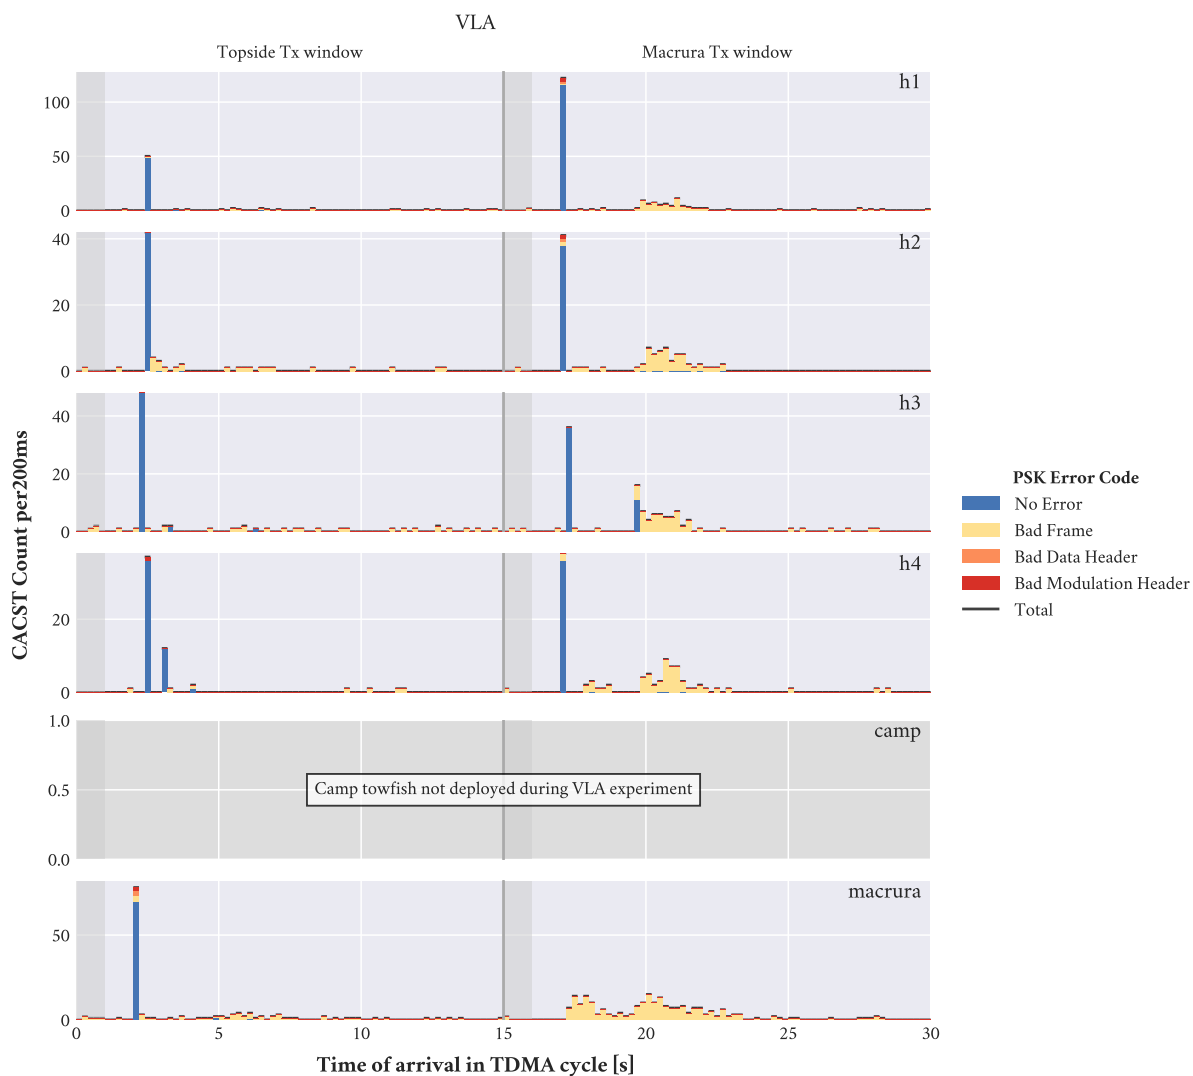 VLA
Topside Tx window
Macrura Tx window
h1
100
50
0
h2
40
20
0
h3
40
20
0
h4
20
0
camp
1.0
0.5
0.0
Camp towfish not deployed during VLA experiment
macrura
50
0
0 5 10 15 20 25 30
Time of arrival in TDMA cycle [s]
CACST Count per200ms
PSK Error Code
No Error
Bad Frame
Bad Data Header
Bad Modulation Header
Total